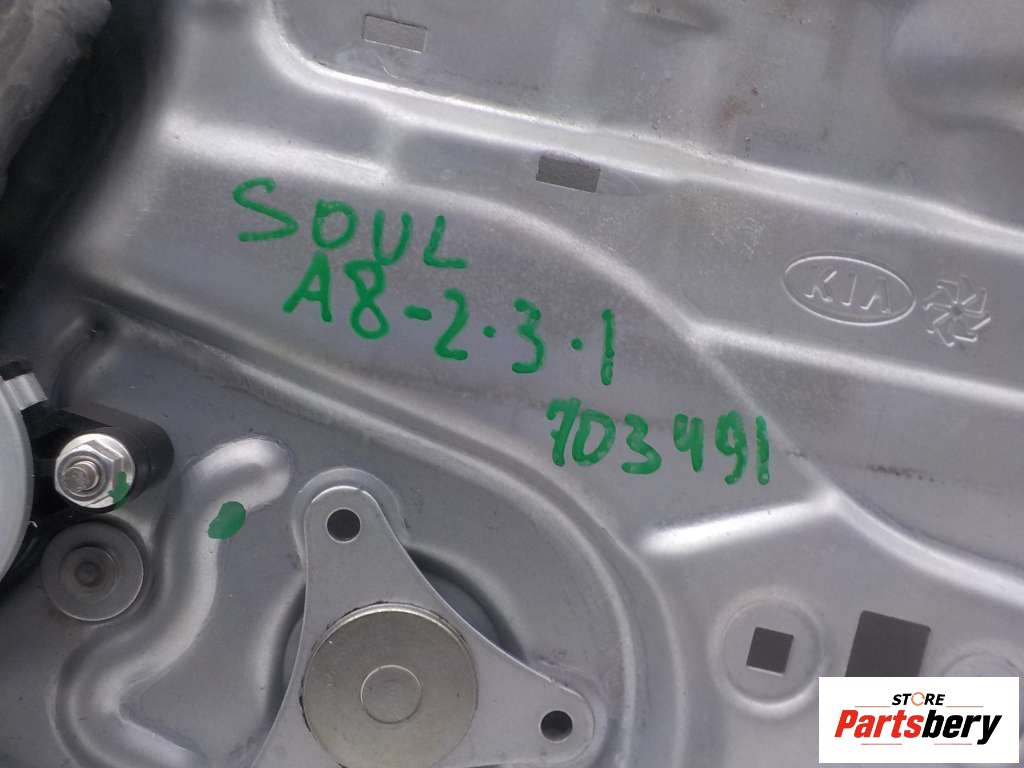 SOUL
A8-2.3.1
703491
KIA
STORE
Partsbery